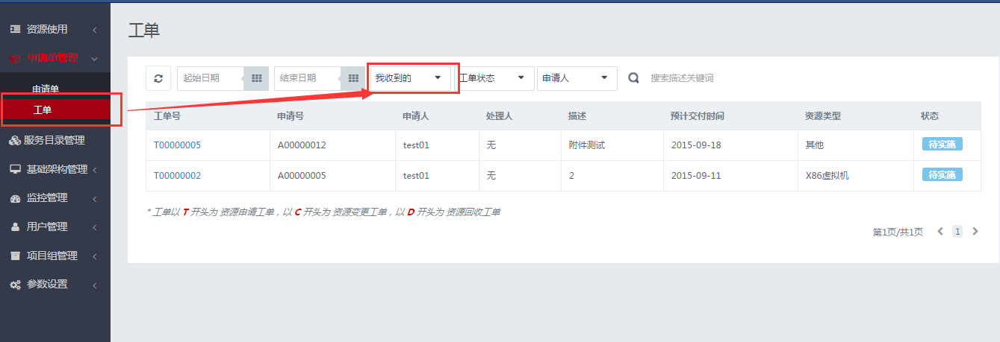 工单
资源使用
申请单管理
申请单
工单
服务目录管理
基础架构管理
监控管理
用户管理
项目组管理
参数设置
起始日期 结束日期 我收到的 工单状态 申请人 搜索描述关键词
工单号 申请号 申请人 处理人 描述 预计交付时间 资源类型 状态
T00000005 A00000012 test01 无 附件测试 2015-09-18 其他 待实施
T00000002 A00000005 test01 无 2 2015-09-11 X86虚拟机 待实施
* 工单以 T 开头为 资源申请工单，以 C 开头为 资源变更工单，以 D 开头为 资源回收工单
第1页/共1页 1